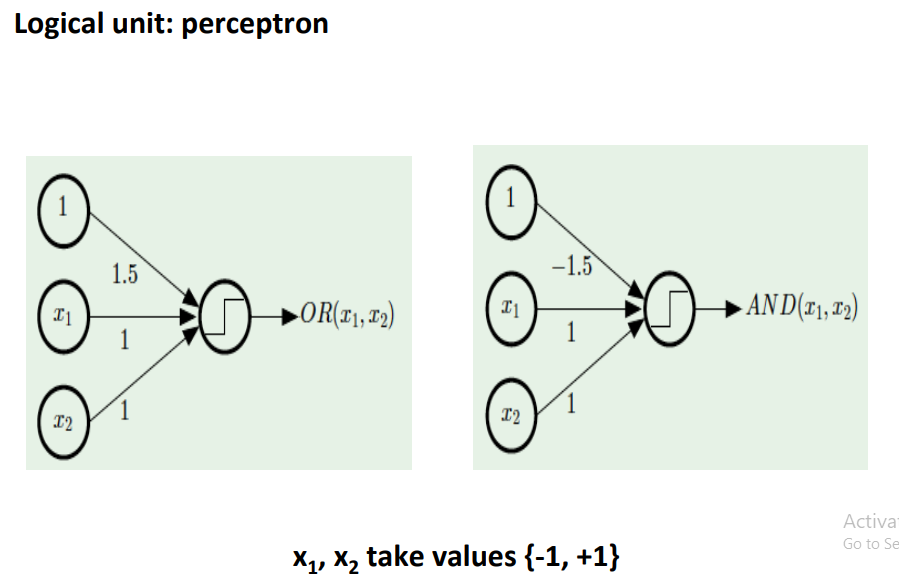 Logical unit: perceptron
1
1.5
x₁
1
x₂
1
OR(x₁, x₂)
1
−1.5
x₁
1
x₂
1
AND(x₁, x₂)
x₁, x₂ take values {-1, +1}
Activa
Go to Se